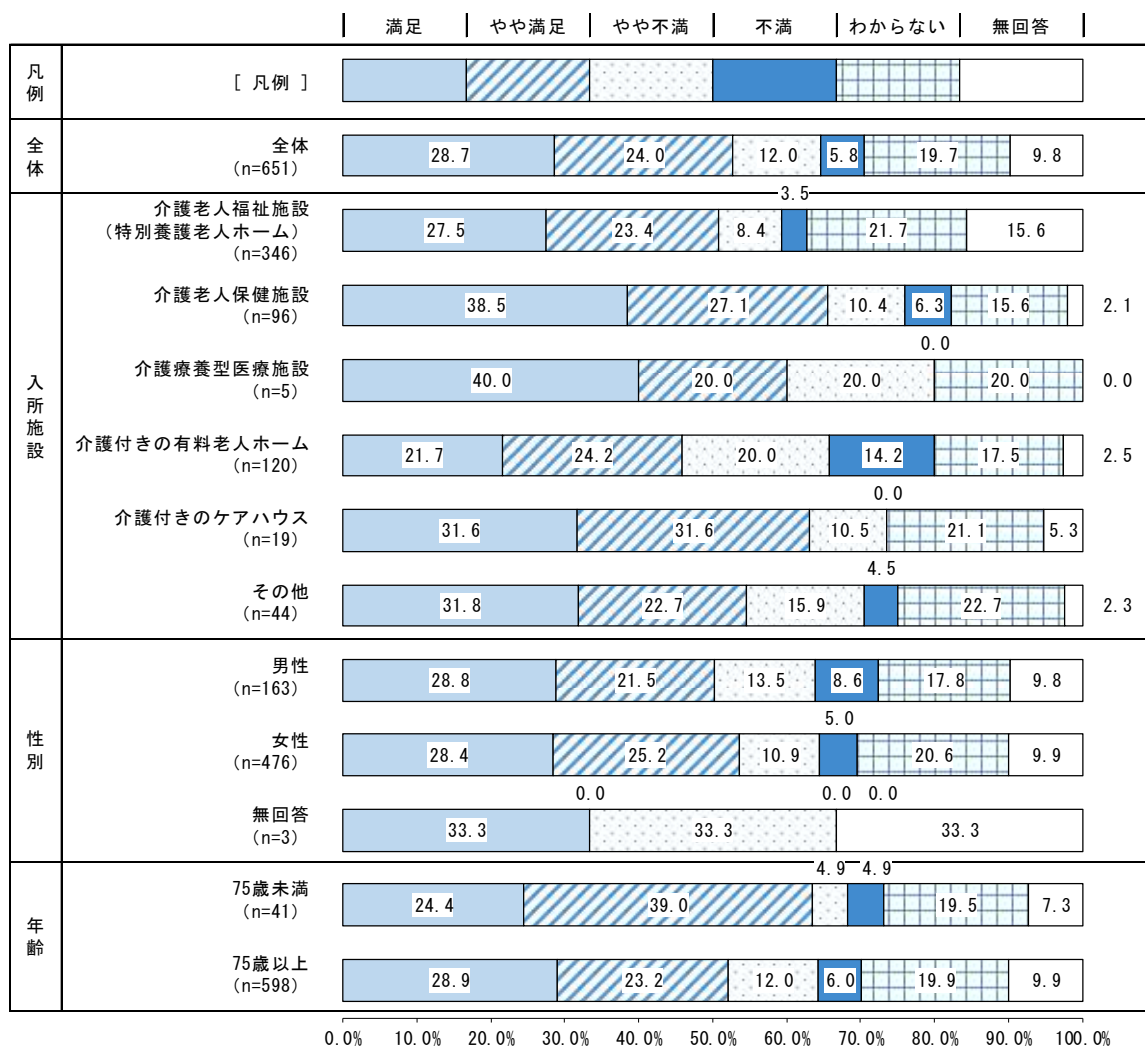 満足 やや満足 やや不満 不満 わからない 無回答
凡例 [ 凡例 ]
全体
全体
(n=651)
28.7 24.0 12.0 5.8 19.7 9.8
入所施設
3.5
介護老人福祉施設
(特別養護老人ホーム)
(n=346)
27.5 23.4 8.4 21.7 15.6
介護老人保健施設
(n=96)
38.5 27.1 10.4 6.3 15.6 2.1
0.0
介護療養型医療施設
(n=5)
40.0 20.0 20.0 20.0 0.0
介護付きの有料老人ホーム
(n=120)
21.7 24.2 20.0 14.2 17.5 2.5
0.0
介護付きのケアハウス
(n=19)
31.6 31.6 10.5 21.1 5.3
4.5
その他
(n=44)
31.8 22.7 15.9 22.7 2.3
性別
男性
(n=163)
28.8 21.5 13.5 8.6 17.8 9.8
5.0
女性
(n=476)
28.4 25.2 10.9 20.6 9.9
0.0 0.0 0.0
無回答
(n=3)
33.3 33.3 33.3
年齢
4.9 4.9
75歳未満
(n=41)
24.4 39.0 19.5 7.3
75歳以上
(n=598)
28.9 23.2 12.0 6.0 19.9 9.9
0.0% 10.0% 20.0% 30.0% 40.0% 50.0% 60.0% 70.0% 80.0% 90.0% 100.0%